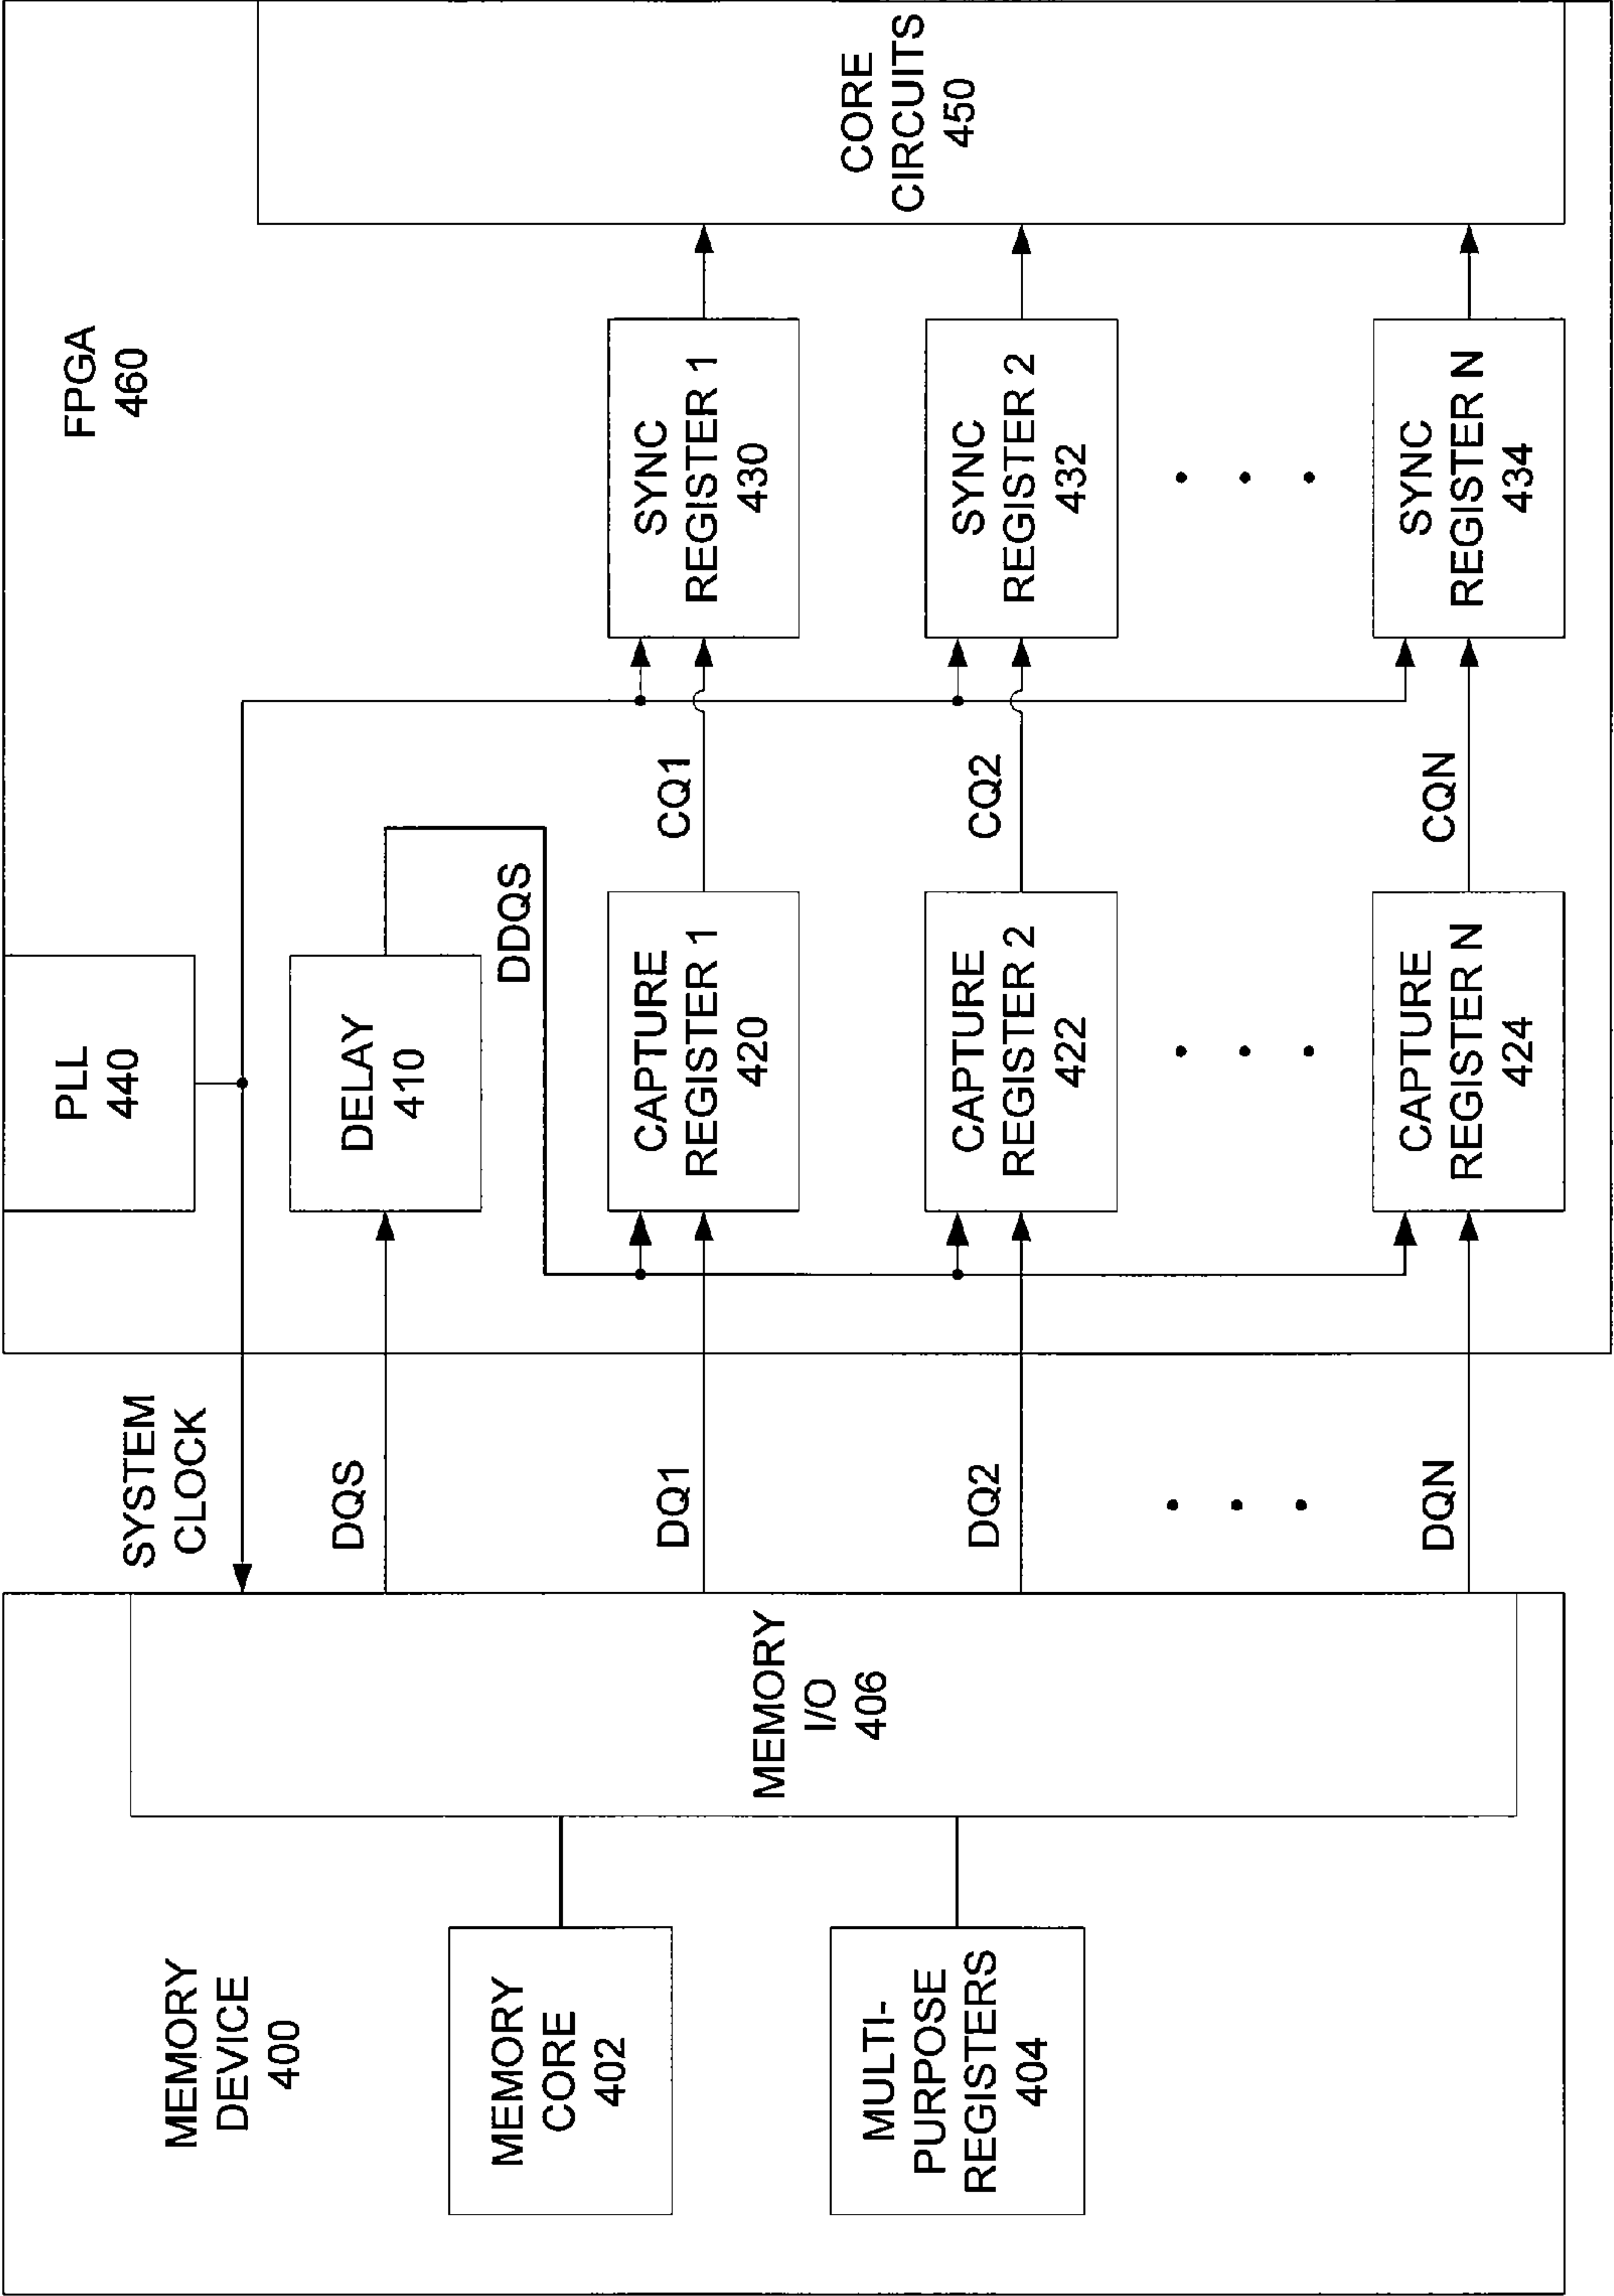 MEMORY
DEVICE
400
MEMORY
CORE
402
MULTI-
PURPOSE
REGISTERS
404
MEMORY
I/O
406
SYSTEM
CLOCK
DQS
DQ1
DQ2
DQN
FPGA
460
PLL
440
DELAY
410
DDQS
CAPTURE
REGISTER 1
420
CAPTURE
REGISTER 2
422
CAPTURE
REGISTER N
424
CQ1
CQ2
CQN
SYNC
REGISTER 1
430
SYNC
REGISTER 2
432
SYNC
REGISTER N
434
CORE
CIRCUITS
450